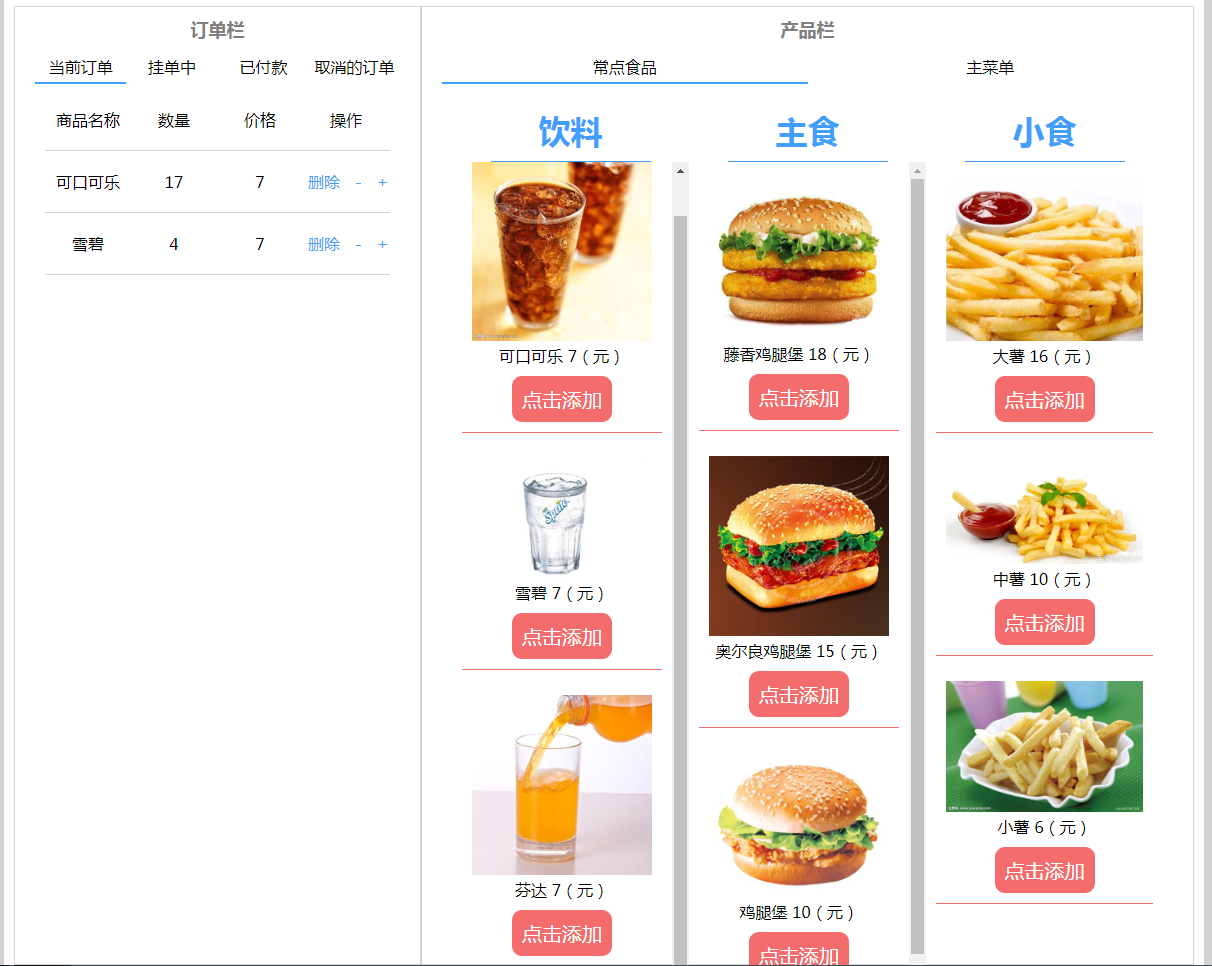 订单栏
当前订单 挂单中 已付款 取消的订单
商品名称 数量 价格 操作
可口可乐 17 7 删除 - +
雪碧 4 7 删除 - +
产品栏
常点食品 主菜单
饮料
可口可乐 7（元）
点击添加
Sprite
雪碧 7（元）
点击添加
芬达 7（元）
点击添加
主食
藤香鸡腿堡 18（元）
点击添加
奥尔良鸡腿堡 15（元）
点击添加
鸡腿堡 10（元）
点击添加
小食
大薯 16（元）
点击添加
中薯 10（元）
点击添加
小薯 6（元）
点击添加